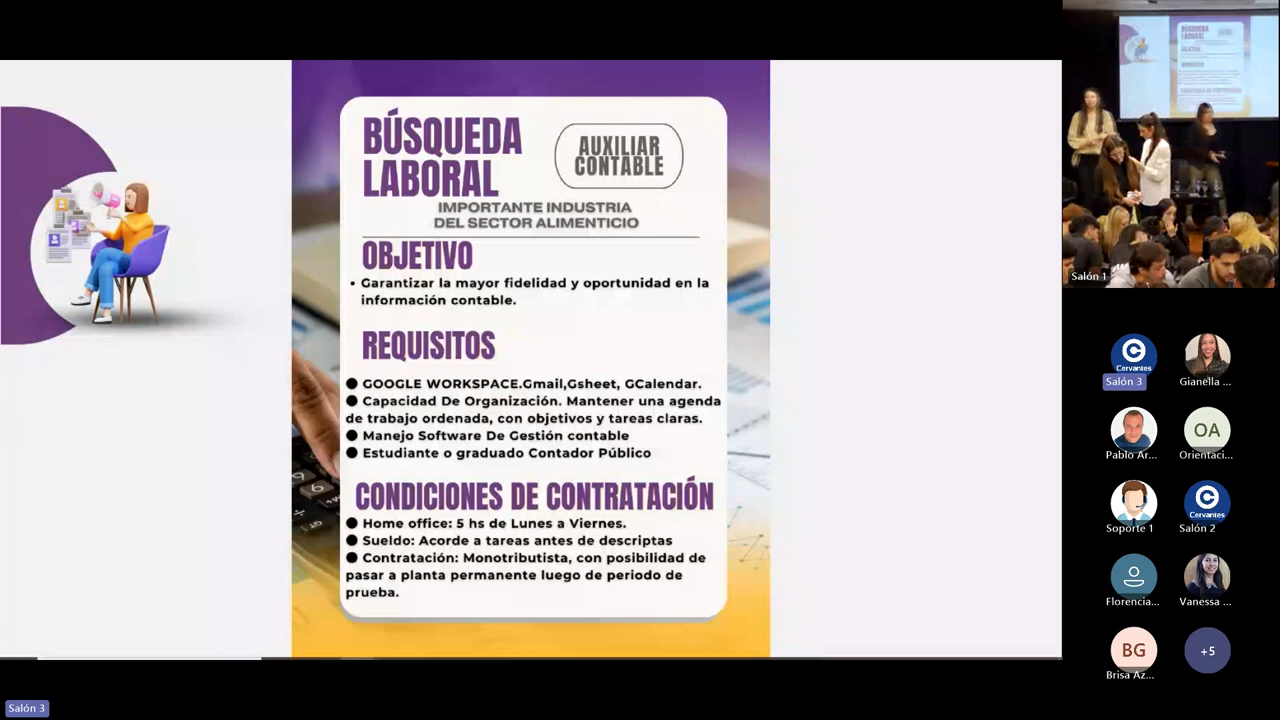 BÚSQUEDA
LABORAL
AUXILIAR
CONTABLE
IMPORTANTE INDUSTRIA
DEL SECTOR ALIMENTICIO
OBJETIVO
• Garantizar la mayor fidelidad y oportunidad en la
información contable.
REQUISITOS
● GOOGLE WORKSPACE.Gmail,Gsheet, GCalendar.
● Capacidad De Organización. Mantener una agenda
de trabajo ordenada, con objetivos y tareas claras.
● Manejo Software De Gestión contable
● Estudiante o graduado Contador Público
CONDICIONES DE CONTRATACIÓN
● Home office: 5 hs de Lunes a Viernes.
● Sueldo: Acorde a tareas antes de descriptas
● Contratación: Monotributista, con posibilidad de
pasar a planta permanente luego de periodo de
prueba.
BÚSQUEDA
LABORAL
Salón 1
Cervantes
Salón 3
Gianella ...
Pablo Ar...
OA
Orientaci...
Soporte 1
Cervantes
Salón 2
Florencia...
Vanessa ...
BG
Brisa Az...
+5
Salón 3